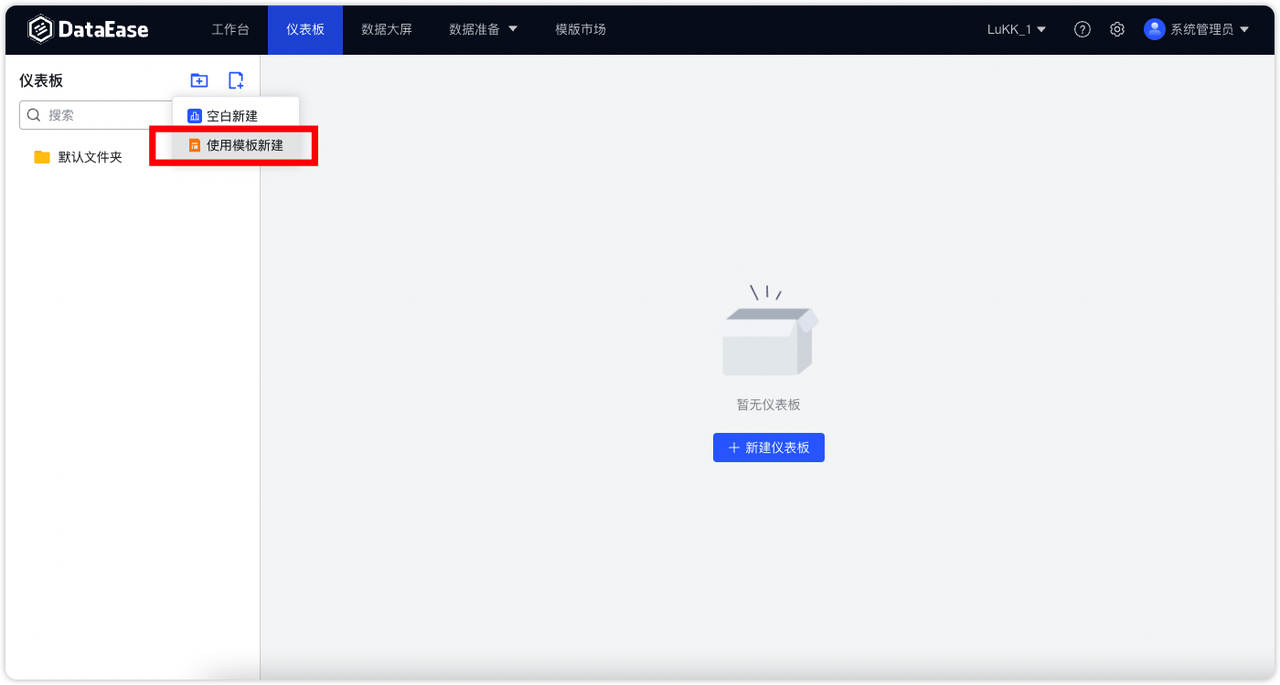 DataEase 工作台 仪表板 数据大屏 数据准备 模版市场 LuKK_1 系统管理员
仪表板
搜索
空白新建
使用模板新建
默认文件夹
暂无仪表板
新建仪表板